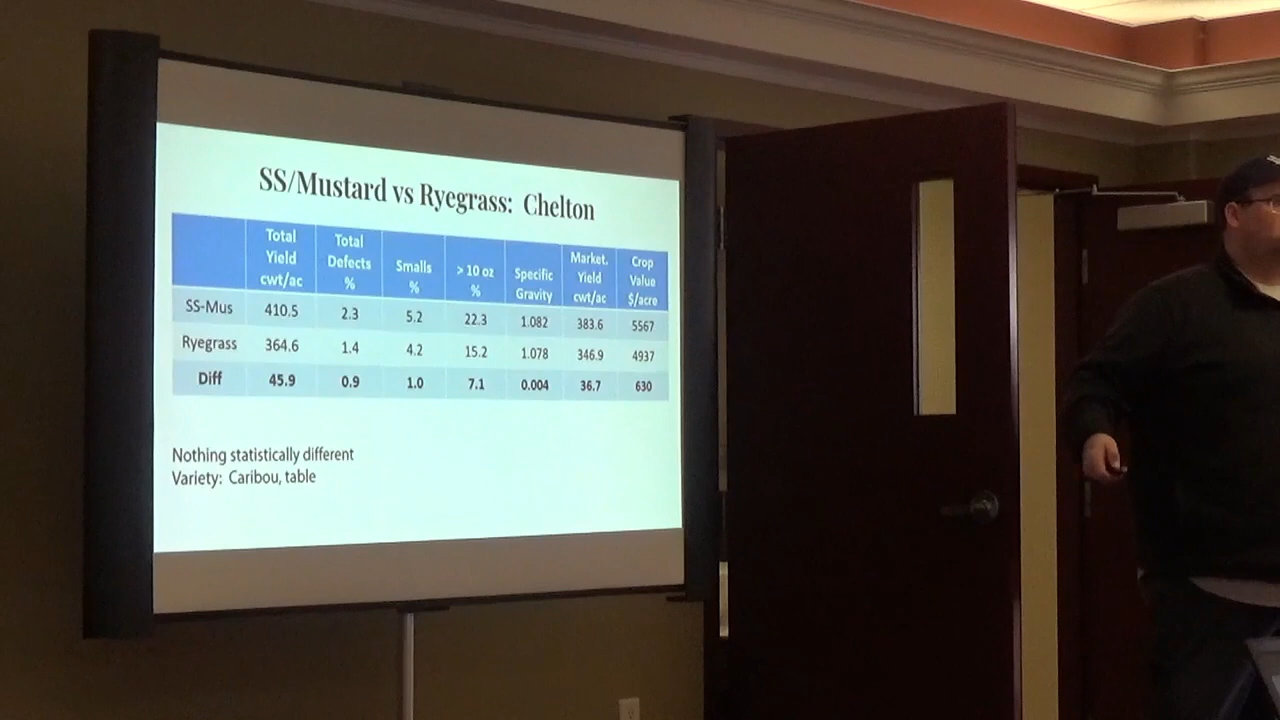 SS/Mustard vs Ryegrass: Chelton
Total Yield cwt/ac Total Defects % Smalls % > 10 oz % Specific Gravity Market. Yield cwt/ac Crop Value $/acre
SS-Mus 410.5 2.3 5.2 22.3 1.082 383.6 5567
Ryegrass 364.6 1.4 4.2 15.2 1.078 346.9 4937
Diff 45.9 0.9 1.0 7.1 0.004 36.7 630
Nothing statistically different
Variety: Caribou, table